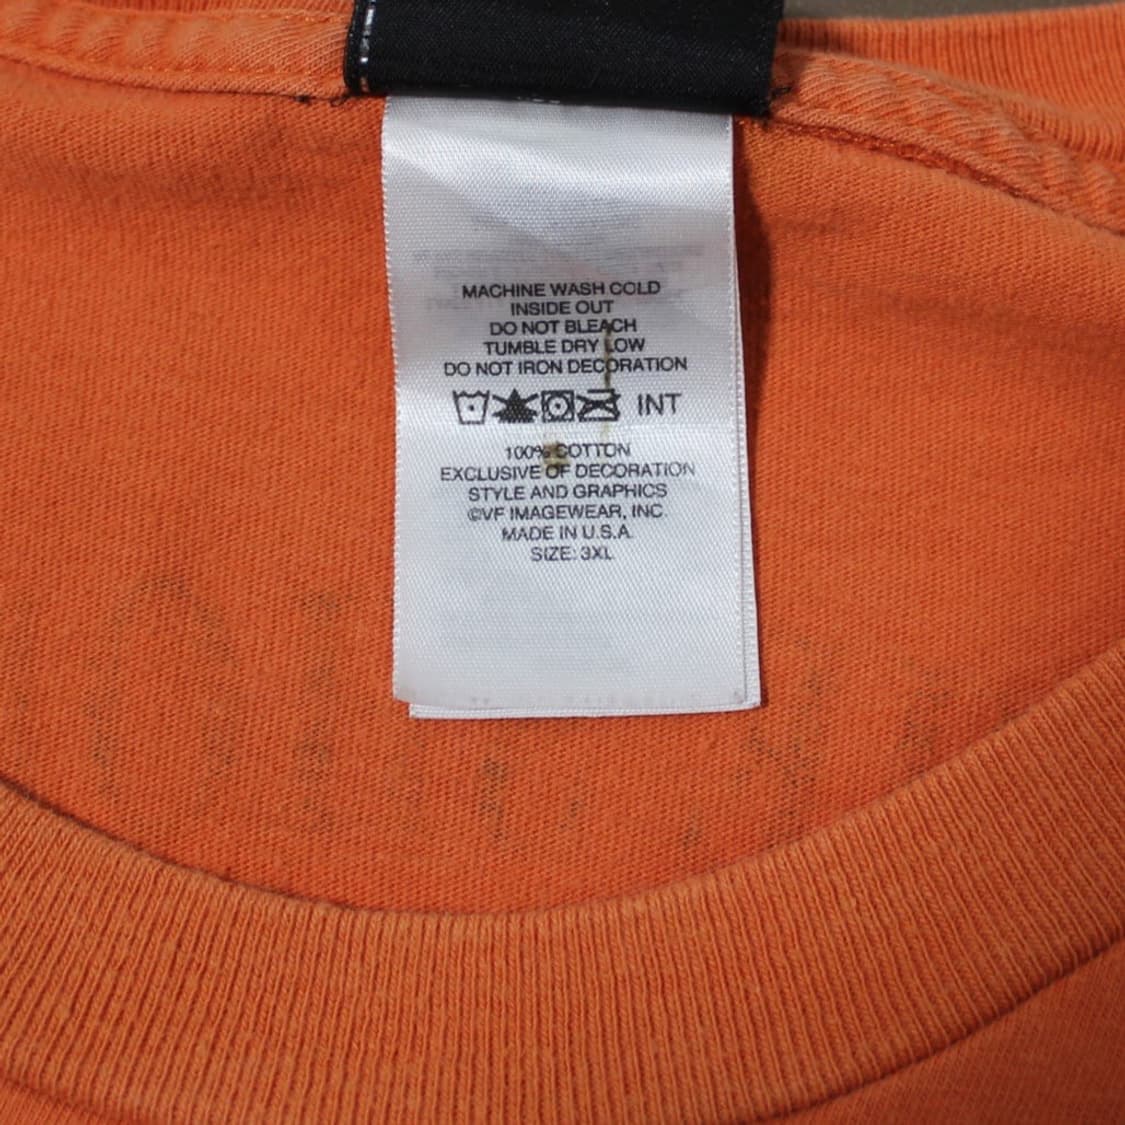 MACHINE WASH COLD
INSIDE OUT
DO NOT BLEACH
TUMBLE DRY LOW
DO NOT IRON DECORATION
INT
100% COTTON
EXCLUSIVE OF DECORATION
STYLE AND GRAPHICS
©VF IMAGEWEAR, INC.
MADE IN U.S.A.
SIZE: 3XL